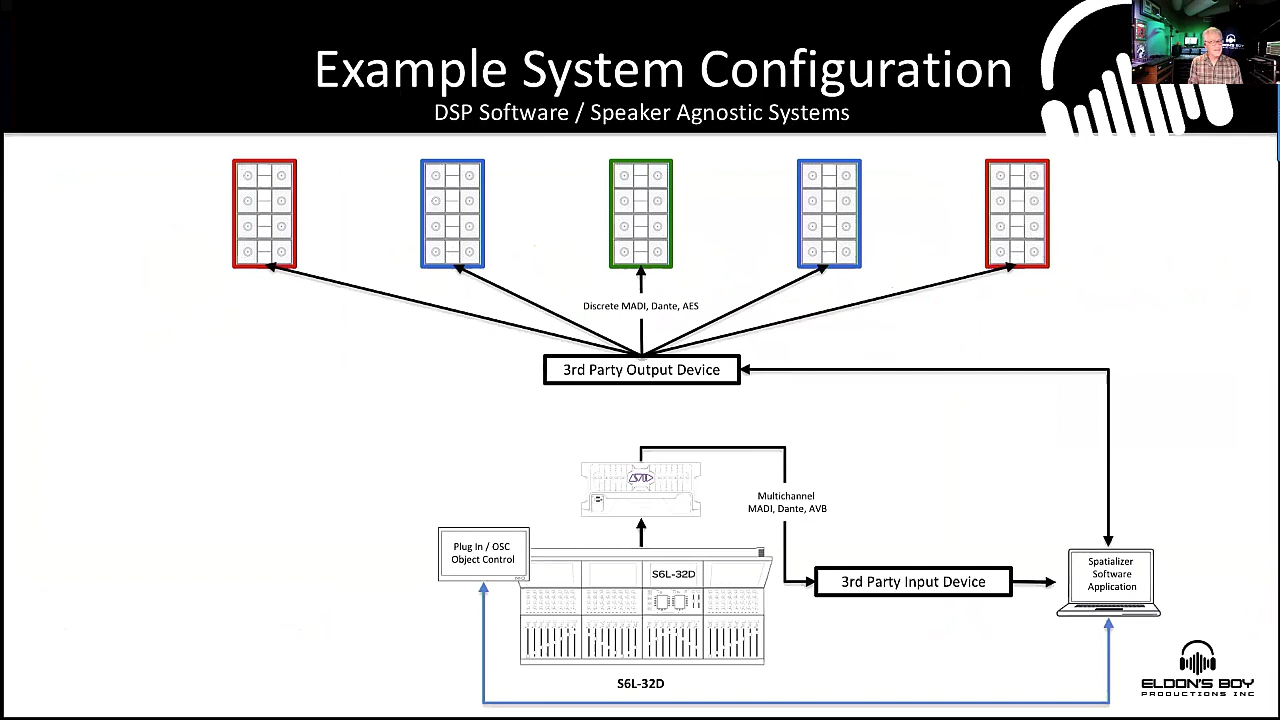 Example System Configuration
DSP Software / Speaker Agnostic Systems
Discrete MADI, Dante, AES
3rd Party Output Device
Multichannel
MADI, Dante, AVB
Plug In / OSC
Object Control
S6L-32D
3rd Party Input Device
Spatializer
Software
Application
S6L-32D
ELDON'S BOY
PRODUCTIONS INC